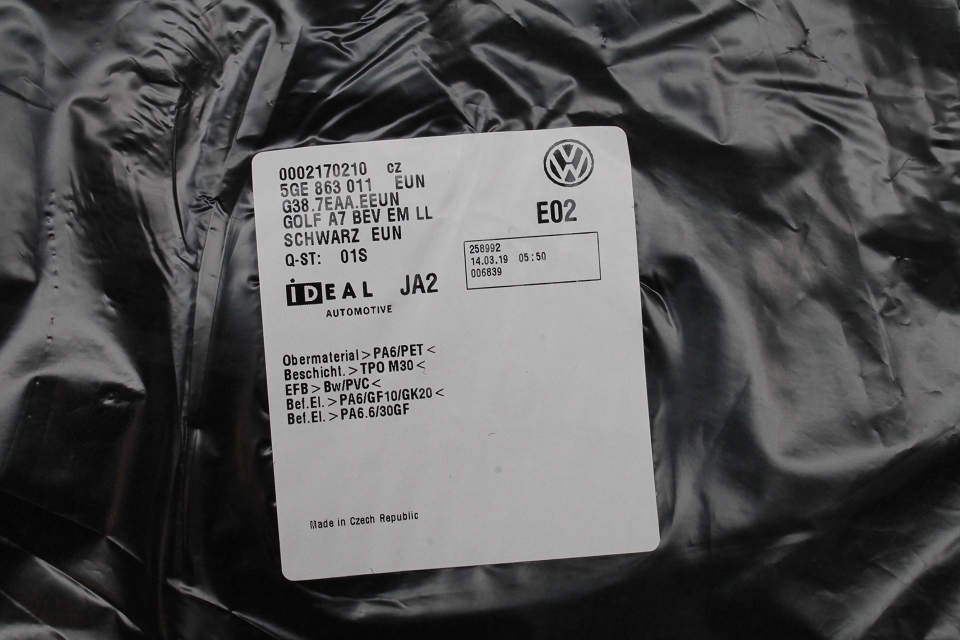 0002170210 CZ
5GE 863 011 EUN
G38.7EAA.EEUN
GOLF A7 BEV EM LL
SCHWARZ EUN
Q-ST: 01S
E02
258992
14.03.19 05:50
006839
iDEAL JA2
AUTOMOTIVE
Obermaterial > PA6/PET <
Beschicht. > TPO M30 <
EFB > Bw/PVC <
Bef.El. > PA6/GF10/GK20 <
Bef.El. > PA6.6/30GF
Made in Czech Republic